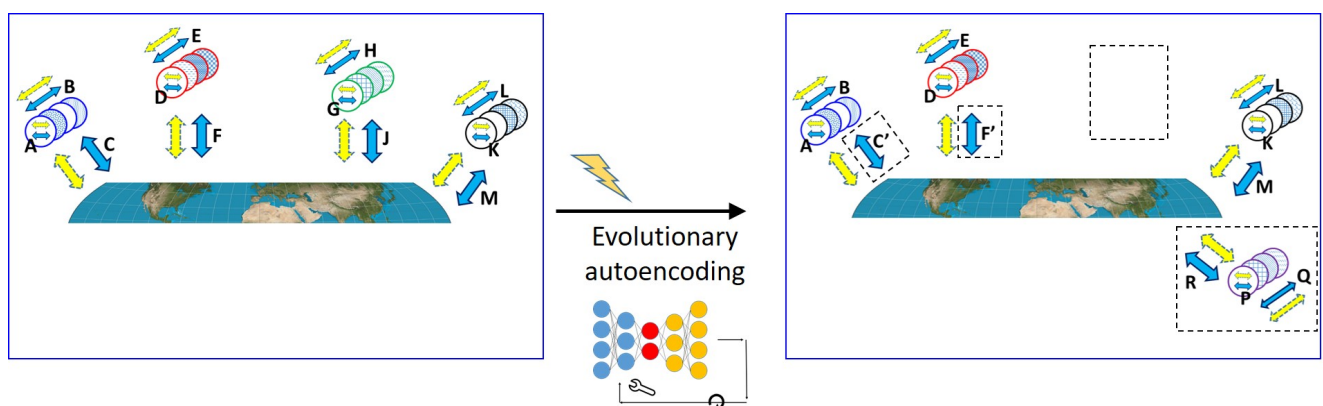 E
H
B
L
D
G
A
C
F
J
K
M
Evolutionary
autoencoding
E
B
L
D
A
C’
F’
K
M
R
P
Q